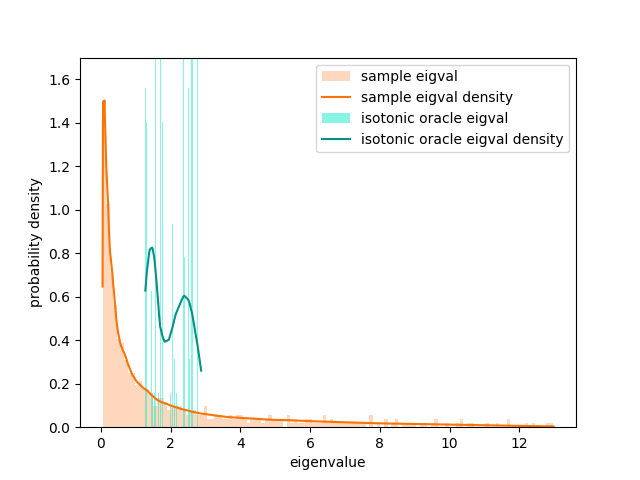 sample eigval
sample eigval density
isotonic oracle eigval
isotonic oracle eigval density
probability density
1.6
1.4
1.2
1.0
0.8
0.6
0.4
0.2
0.0
0 2 4 6 8 10 12
eigenvalue